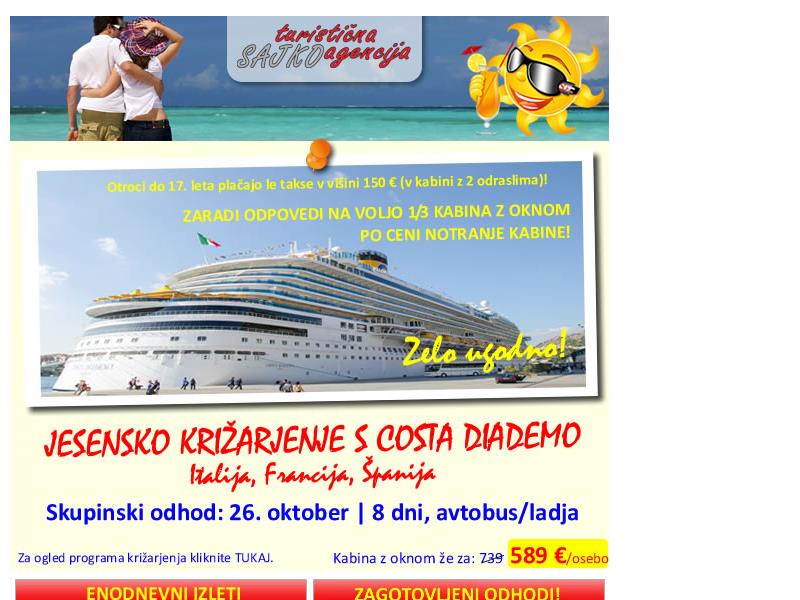 turistična
SAJKO agencija
Otroci do 17. leta plačajo le takse v višini 150 € (v kabini z 2 odraslima)!
ZARADI ODPOVEDI NA VOLJO 1/3 KABINA Z OKNOM
PO CENI NOTRANJE KABINE!
Zelo ugodno!
JESENSKO KRIŽARJENJE S COSTA DIADEMO
Italija, Francija, Španija
Skupinski odhod: 26. oktober | 8 dni, avtobus/ladja
Za ogled programa križarjenja kliknite TUKAJ.
Kabina z oknom že za: 739 589 €/osebo
ENODNEVNI IZLETI
ZAGOTOVLJENI ODHODI!